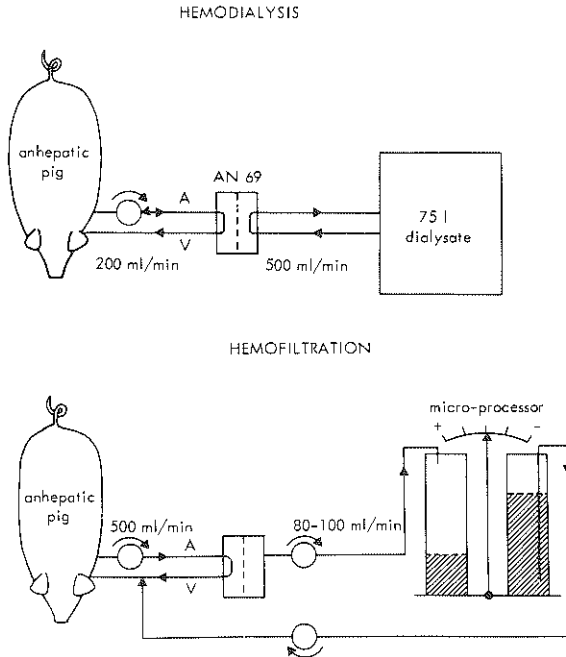 HEMODIALYSIS
anhepatic
pig
A
AN 69
V
200 ml/min
500 ml/min
75 l
dialysate
HEMOFILTRATION
micro-processor
+
-
anhepatic
pig
500 ml/min
A
V
80-100 ml/min